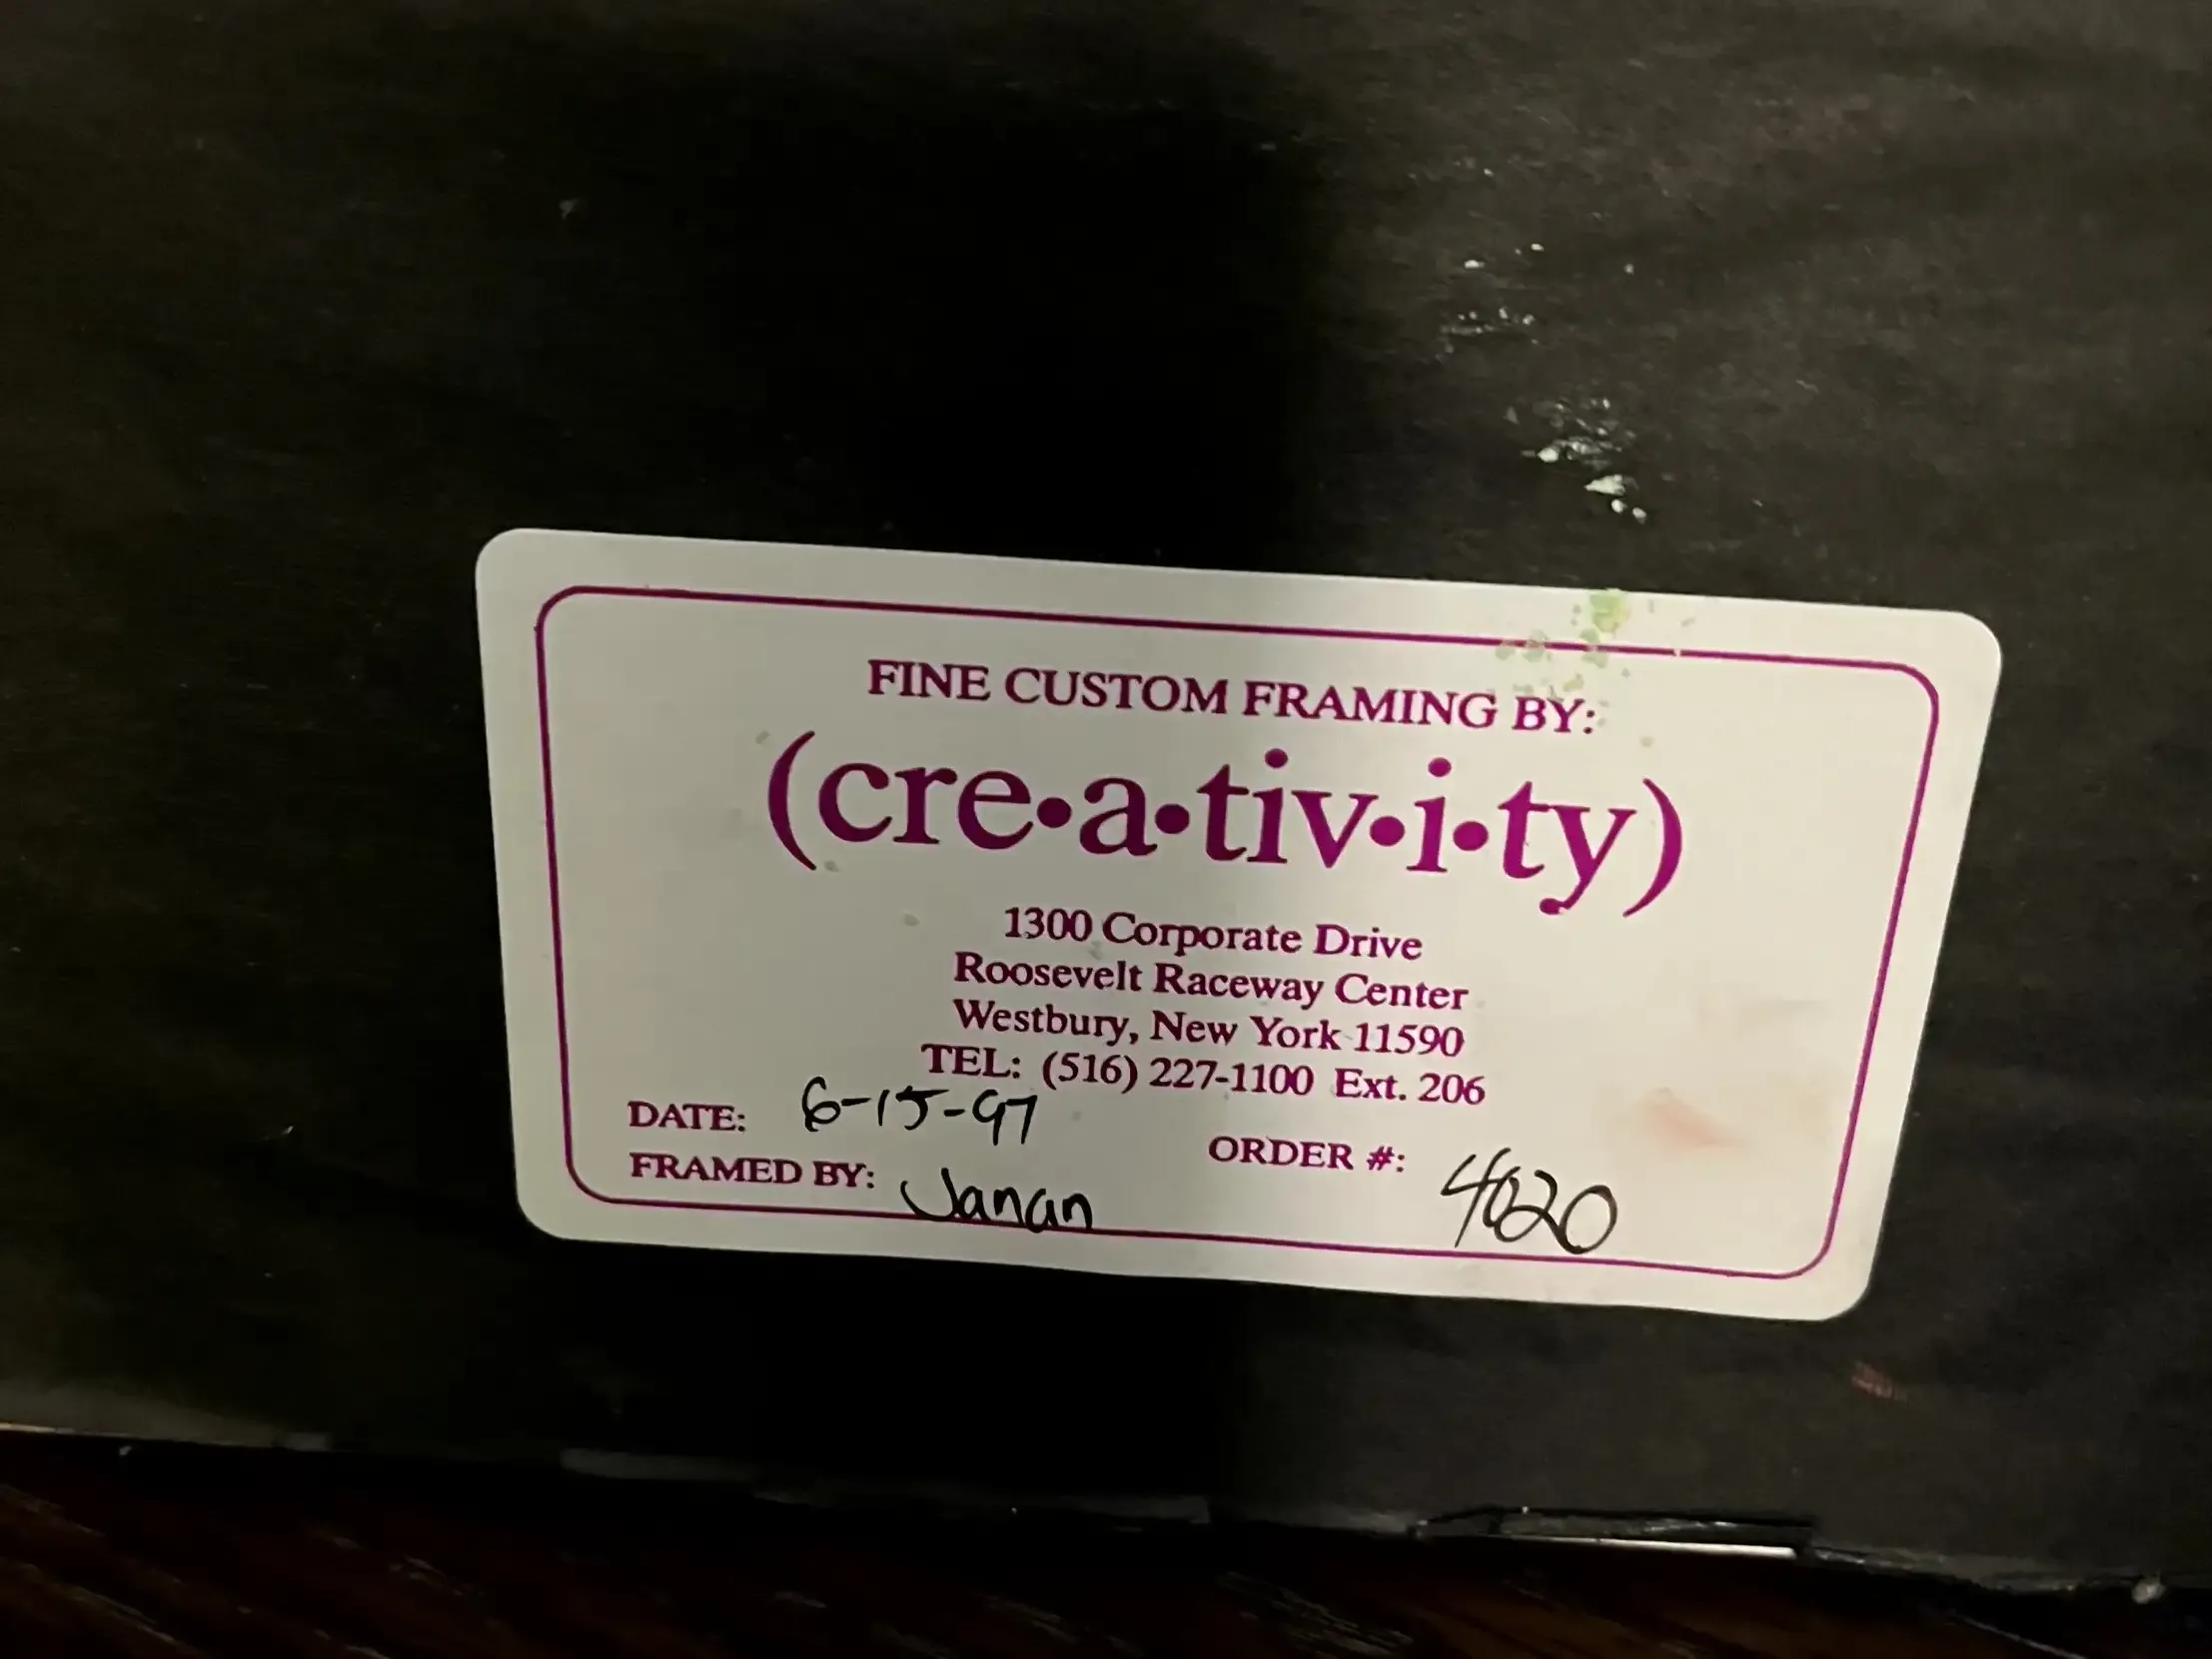 FINE CUSTOM FRAMING BY:
(cre•a•tiv•i•ty)
1300 Corporate Drive
Roosevelt Raceway Center
Westbury, New York 11590
TEL: (516) 227-1100 Ext. 206
DATE: 6-15-97
ORDER #: 4020
FRAMED BY: Janan